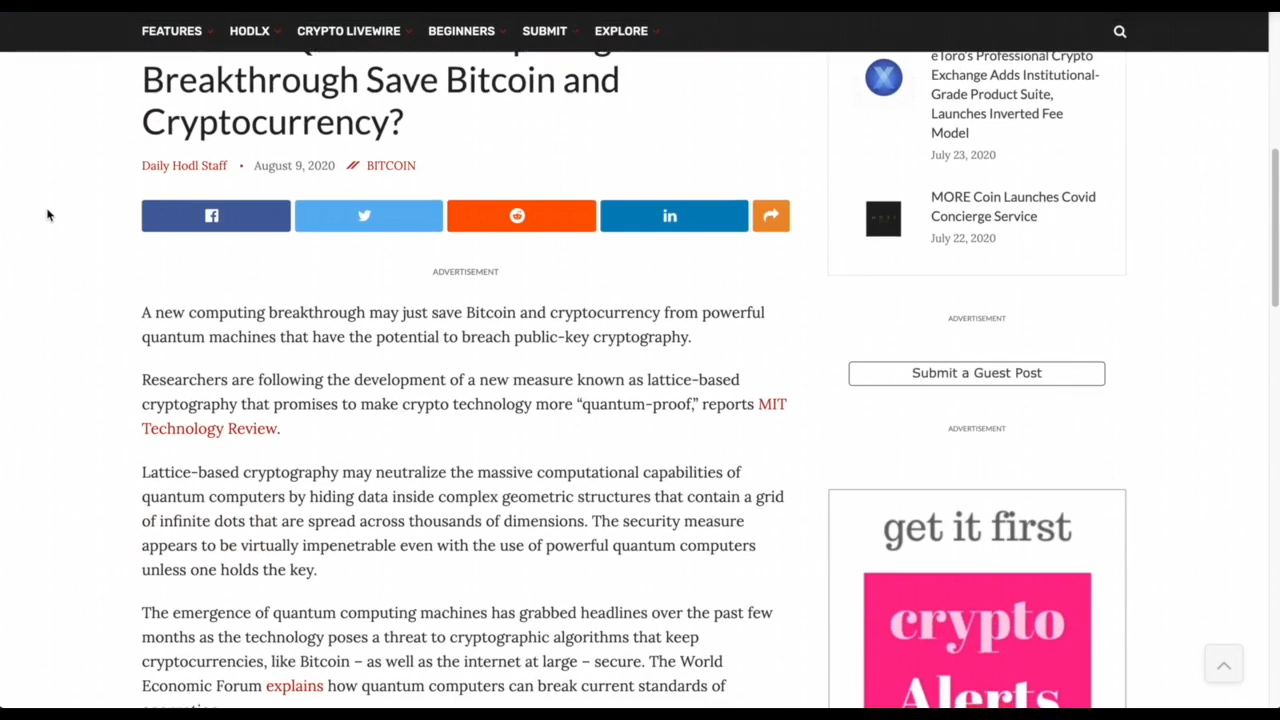 FEATURES HODLX CRYPTO LIVEWIRE BEGINNERS SUBMIT EXPLORE
Breakthrough Save Bitcoin and
Cryptocurrency?
Daily Hodl Staff • August 9, 2020 // BITCOIN
ADVERTISEMENT
A new computing breakthrough may just save Bitcoin and cryptocurrency from powerful
quantum machines that have the potential to breach public-key cryptography.
Researchers are following the development of a new measure known as lattice-based
cryptography that promises to make crypto technology more “quantum-proof,” reports MIT
Technology Review.
Lattice-based cryptography may neutralize the massive computational capabilities of
quantum computers by hiding data inside complex geometric structures that contain a grid
of infinite dots that are spread across thousands of dimensions. The security measure
appears to be virtually impenetrable even with the use of powerful quantum computers
unless one holds the key.
The emergence of quantum computing machines has grabbed headlines over the past few
months as the technology poses a threat to cryptographic algorithms that keep
cryptocurrencies, like Bitcoin – as well as the internet at large – secure. The World
Economic Forum explains how quantum computers can break current standards of
eToro's Professional Crypto
Exchange Adds Institutional-
Grade Product Suite,
Launches Inverted Fee
Model
July 23, 2020
MORE Coin Launches Covid
Concierge Service
July 22, 2020
ADVERTISEMENT
Submit a Guest Post
ADVERTISEMENT
get it first
crypto
Alerts